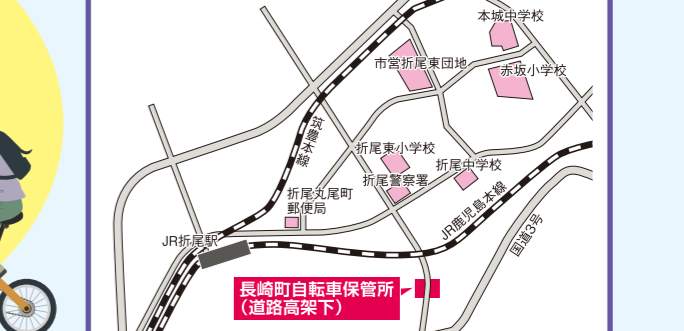 本城中学校
市営折尾東団地
赤坂小学校
筑豊本線
折尾東小学校
折尾中学校
折尾警察署
折尾丸尾町
郵便局
JR鹿児島本線
国道3号
JR折尾駅
長崎町自転車保管所
（道路高架下）